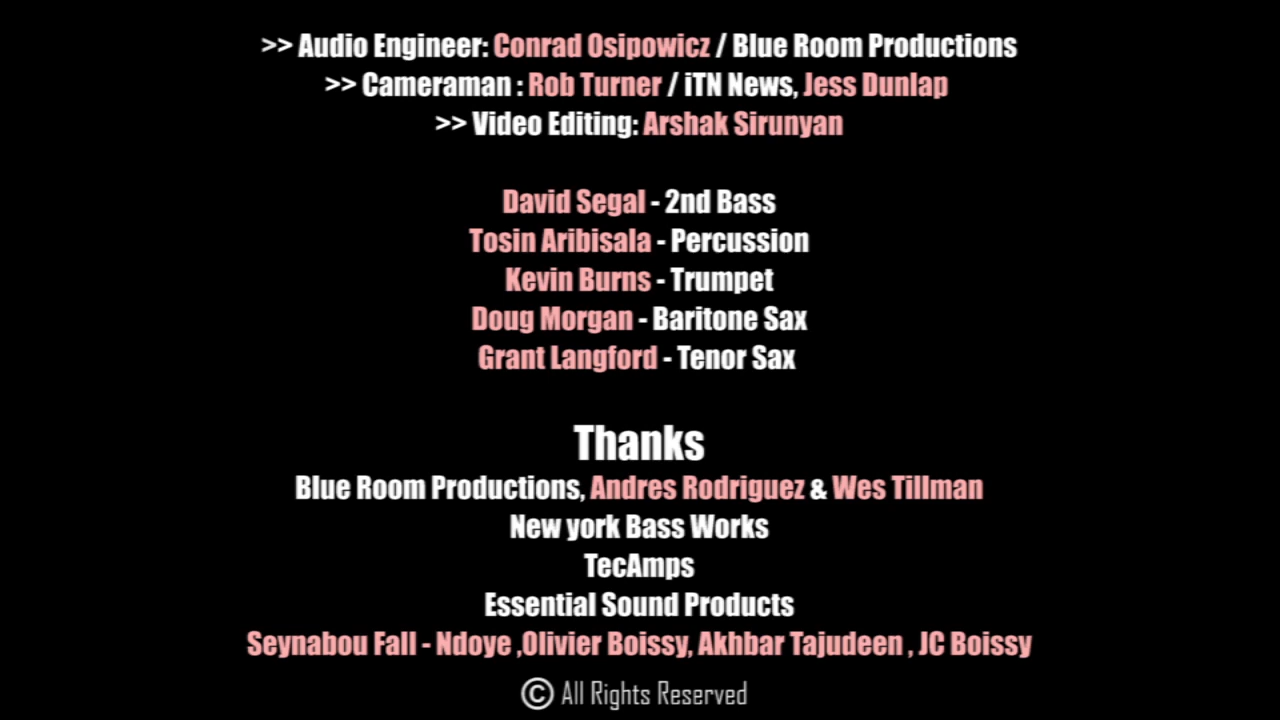 >> Audio Engineer: Conrad Osipowicz / Blue Room Productions
>> Cameraman : Rob Turner / iTN News, Jess Dunlap
>> Video Editing: Arshak Sirunyan
David Segal - 2nd Bass
Tosin Aribisala - Percussion
Kevin Burns - Trumpet
Doug Morgan - Baritone Sax
Grant Langford - Tenor Sax
Thanks
Blue Room Productions, Andres Rodriguez & Wes Tillman
New york Bass Works
TecAmps
Essential Sound Products
Seynabou Fall - Ndoye ,Olivier Boissy, Akhbar Tajudeen , JC Boissy
© All Rights Reserved